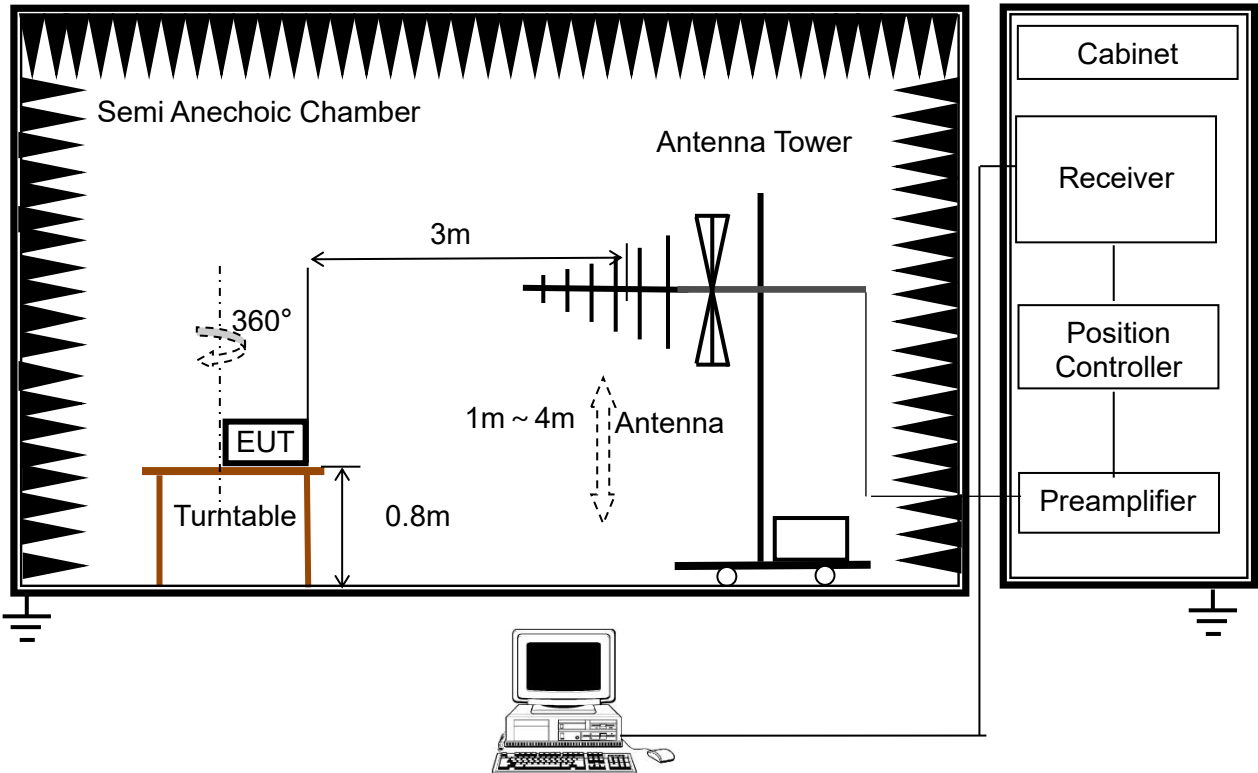 Cabinet
Semi Anechoic Chamber
Antenna Tower
Receiver
3m
360°
Position
Controller
1m ~ 4m
Antenna
EUT
Turntable
0.8m
Preamplifier